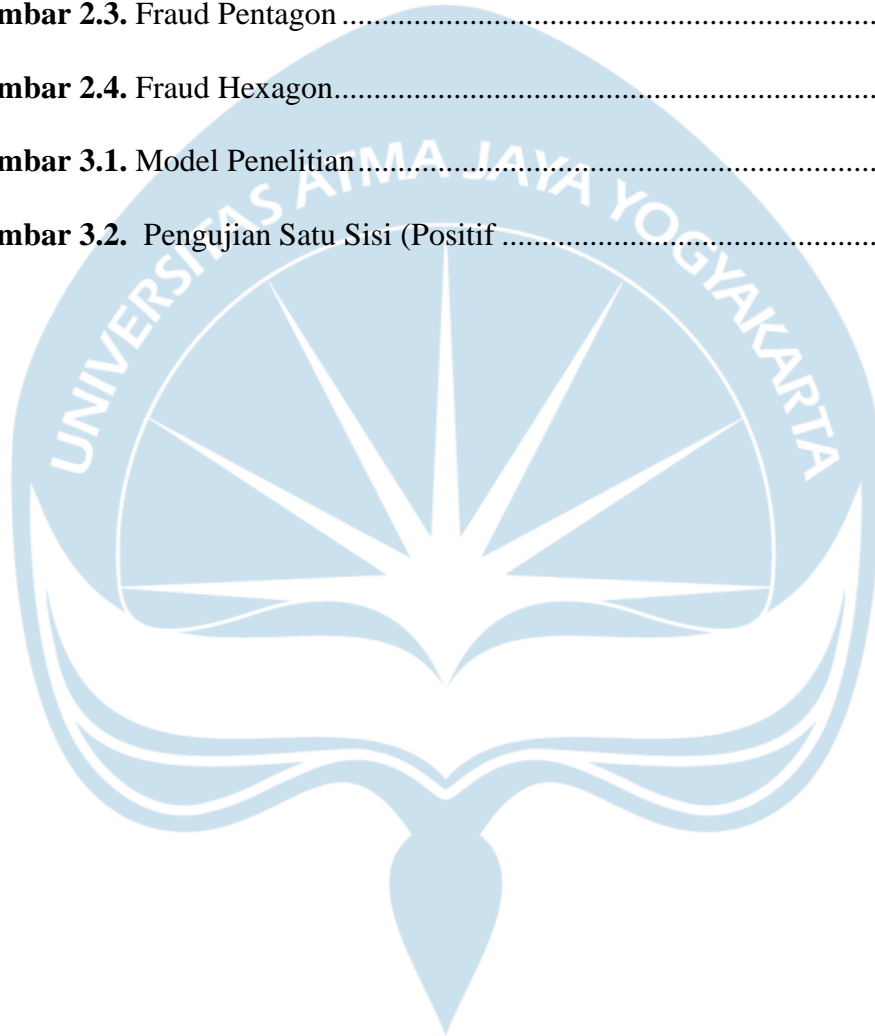 mbar 2.3. Fraud Pentagon ................................................................
mbar 2.4. Fraud Hexagon.................................................................
mbar 3.1. Model Penelitian ..............................................................
mbar 3.2.  Pengujian Satu Sisi (Positif ..............................................
UNIVERSITAS ATMA JAYA YOGYAKARTA